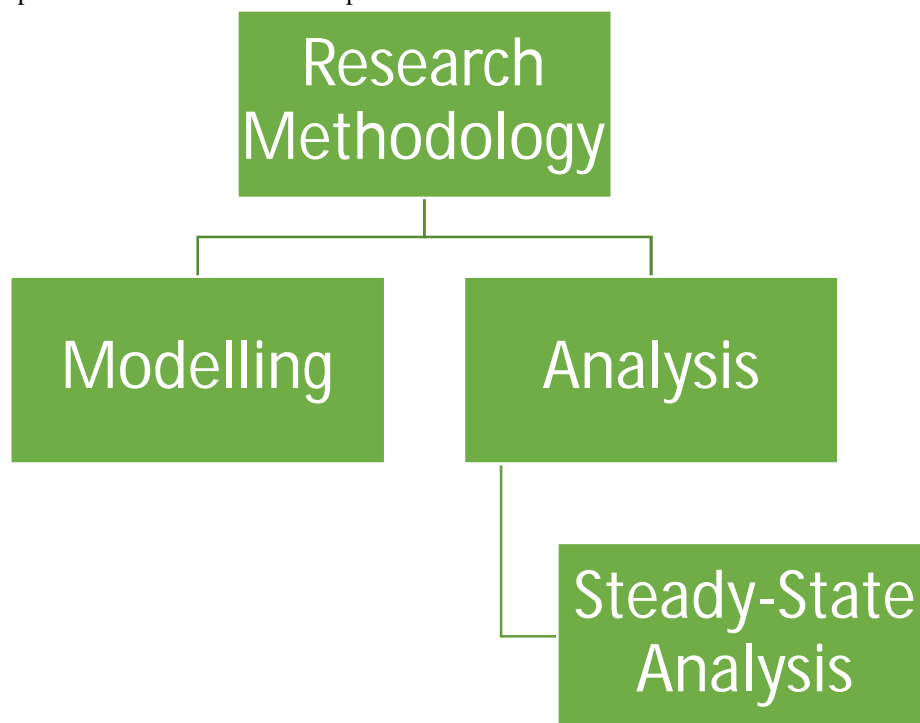 Research
Methodology
Modelling
Analysis
Steady-State
Analysis